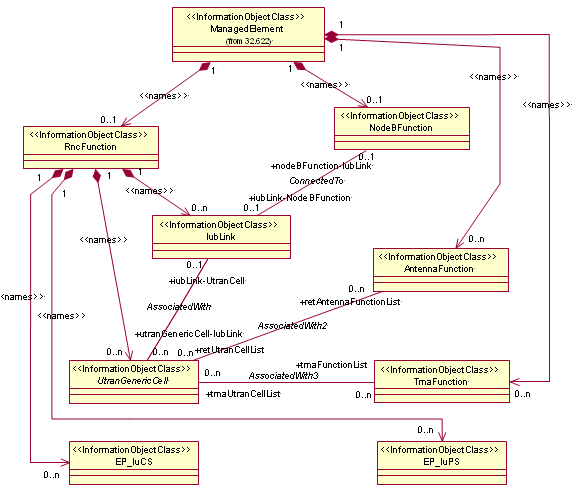 <<InformationObjectClass>>
ManagedElement
(from 32.622)
1
1
1
1
<<names>>
<<names>>
<<names>>
0..1
0..1
<<InformationObjectClass>>
RncFunction
<<InformationObjectClass>>
NodeBFunction
1
1
1
1
0..1
+nodeBFunction-IubLink
ConnectedTo
+iubLink-NodeBFunction
<<names>>
0..n
0..1
<<InformationObjectClass>>
IubLink
<<names>>
0..n
<<InformationObjectClass>>
AntennaFunction
0..1
+iubLink-UtranCell
0..n
+retAntennaFunctionList
<<names>>
<<names>>
AssociatedWith
AssociatedWith2
+utranGenericCell-IubLink
0..n
0..n
0..n
+retUtranCellList
+tmaFunctionList
<<InformationObjectClass>>
UtranGenericCell
0..n
AssociatedWith3
+tmaUtranCellList
0..n
<<InformationObjectClass>>
TmaFunction
0..n
0..n
<<InformationObjectClass>>
EP_IuCS
0..n
<<InformationObjectClass>>
EP_IuPS